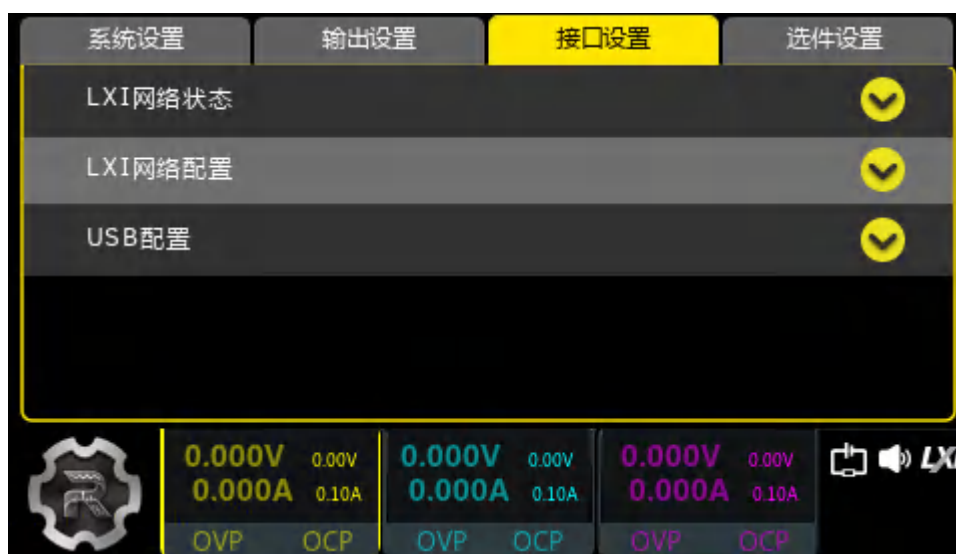 系统设置 输出设置 接口设置 选件设置
LXI网络状态
LXI网络配置
USB配置
0.000V 0.00V 0.000V 0.00V 0.000V 0.00V LXI
0.000A 0.10A 0.000A 0.10A 0.000A 0.10A
R
OVP OCP OVP OCP OVP OCP